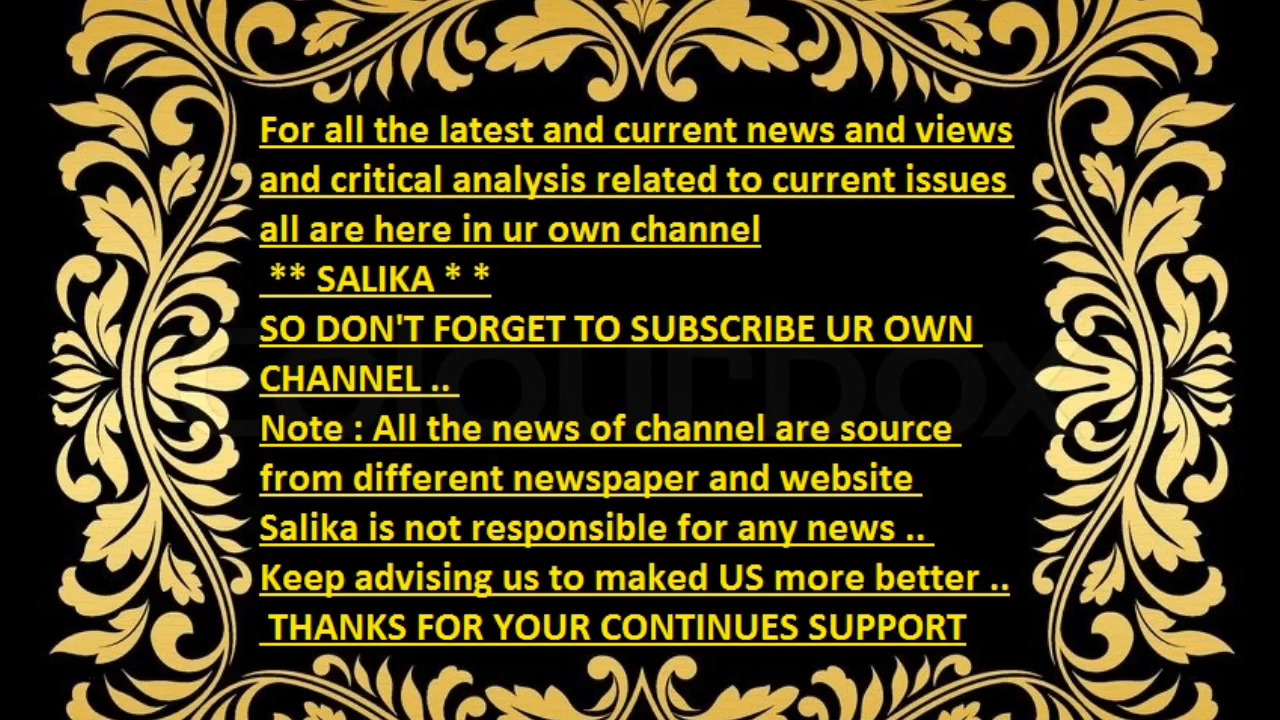 For all the latest and current news and views
and critical analysis related to current issues
all are here in ur own channel
** SALIKA * *
SO DON'T FORGET TO SUBSCRIBE UR OWN
CHANNEL ..
Note : All the news of channel are source
from different newspaper and website
Salika is not responsible for any news ..
Keep advising us to maked US more better ..
THANKS FOR YOUR CONTINUES SUPPORT